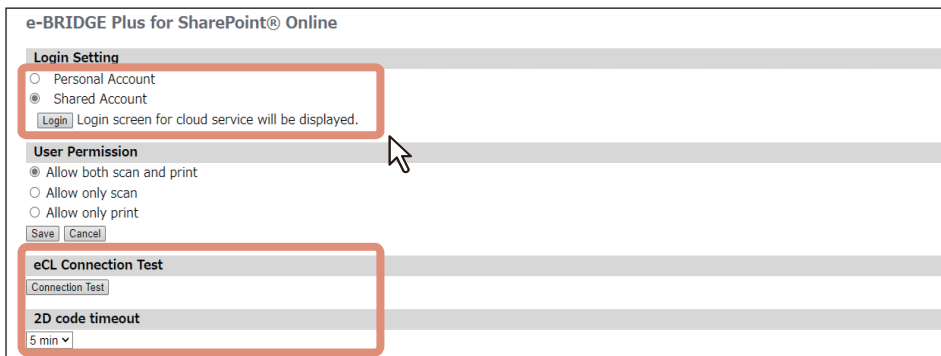 e-BRIDGE Plus for SharePoint® Online
Login Setting
Personal Account
Shared Account
Login Login screen for cloud service will be displayed.
User Permission
Allow both scan and print
Allow only scan
Allow only print
Save Cancel
eCL Connection Test
Connection Test
2D code timeout
5 min